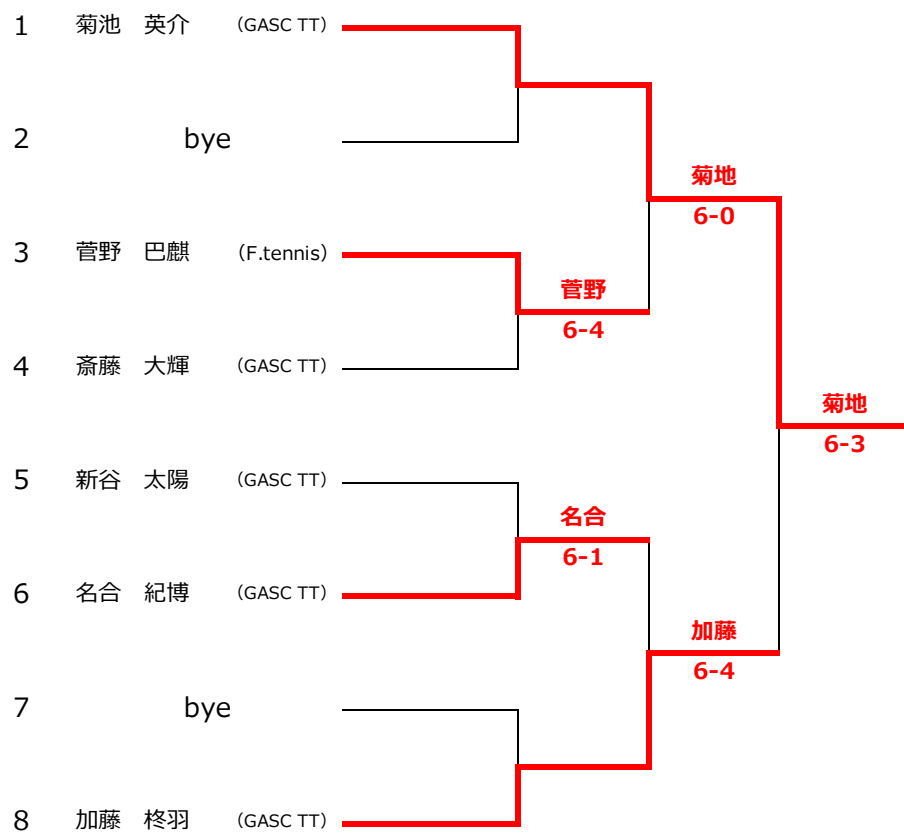 1 菊池 英介 (GASC TT)
2 bye
菊地
6-0
3 菅野 巴麒 (F.tennis)
菅野
6-4
4 斎藤 大輝 (GASC TT)
菊地
6-3
5 新谷 太陽 (GASC TT)
名合
6-1
6 名合 紀博 (GASC TT)
加藤
6-4
7 bye
8 加藤 柊羽 (GASC TT)